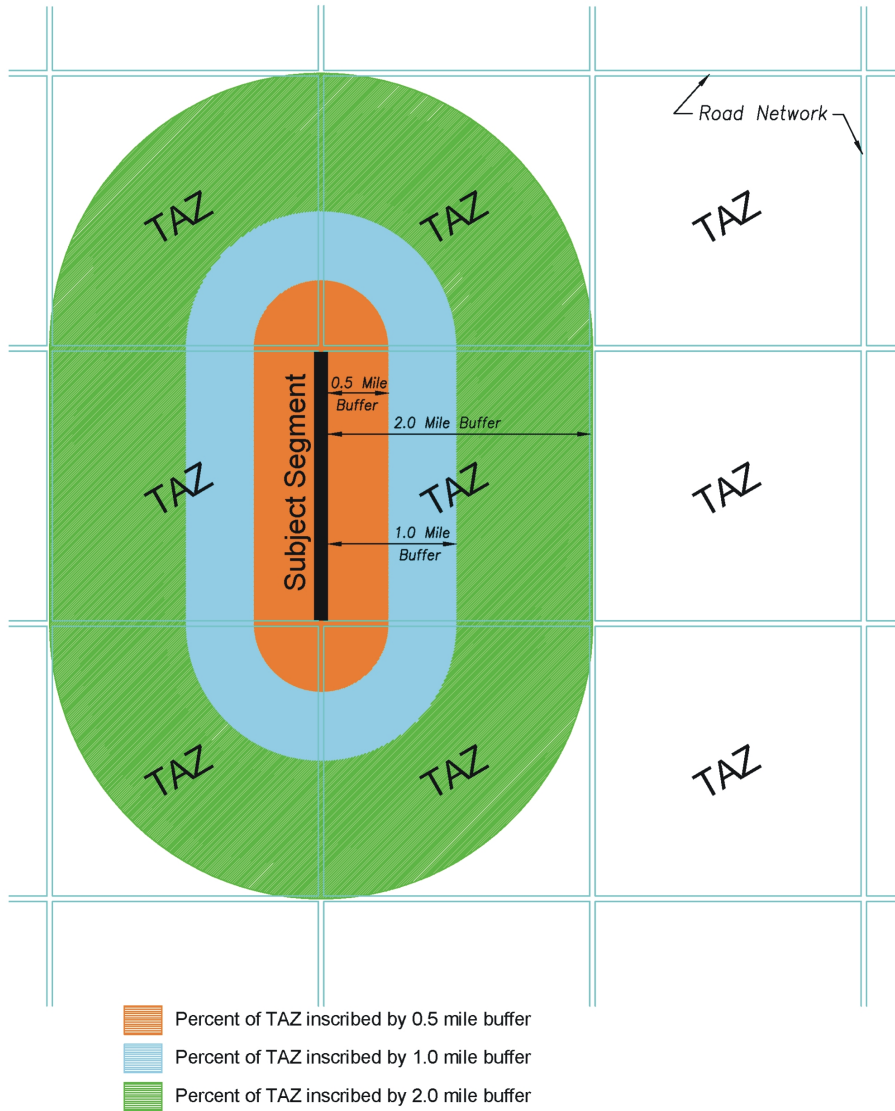 Road Network
TAZ
TAZ
TAZ
Subject Segment
0.5 Mile
Buffer
2.0 Mile Buffer
TAZ
TAZ
TAZ
1.0 Mile
Buffer
TAZ
TAZ
TAZ
Percent of TAZ inscribed by 0.5 mile buffer
Percent of TAZ inscribed by 1.0 mile buffer
Percent of TAZ inscribed by 2.0 mile buffer